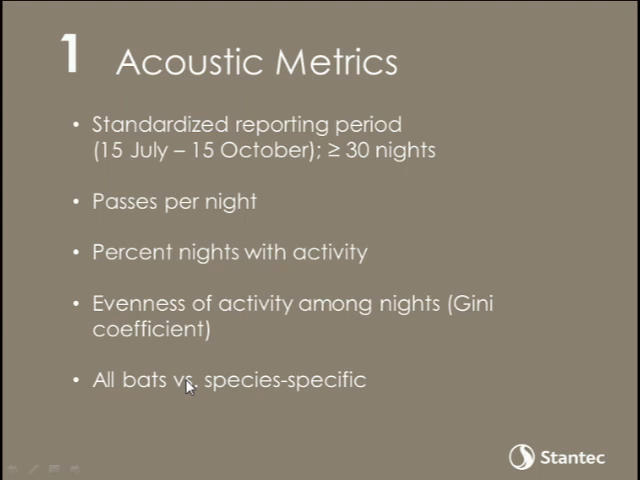 1 Acoustic Metrics
• Standardized reporting period
(15 July – 15 October); ≥ 30 nights
• Passes per night
• Percent nights with activity
• Evenness of activity among nights (Gini
coefficient)
• All bats vs. species-specific
Stantec